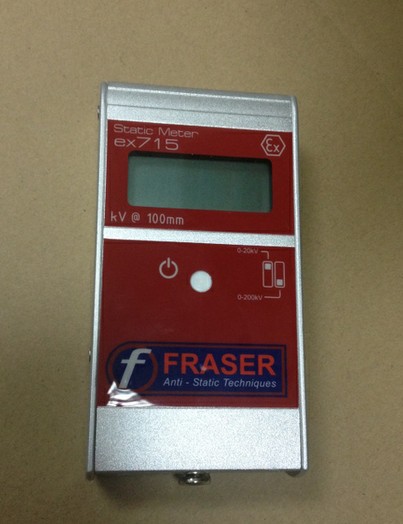 Static Meter
ex715
Ex
kV @ 100mm
0-20kV
0-200kV
f FRASER
Anti - Static Techniques